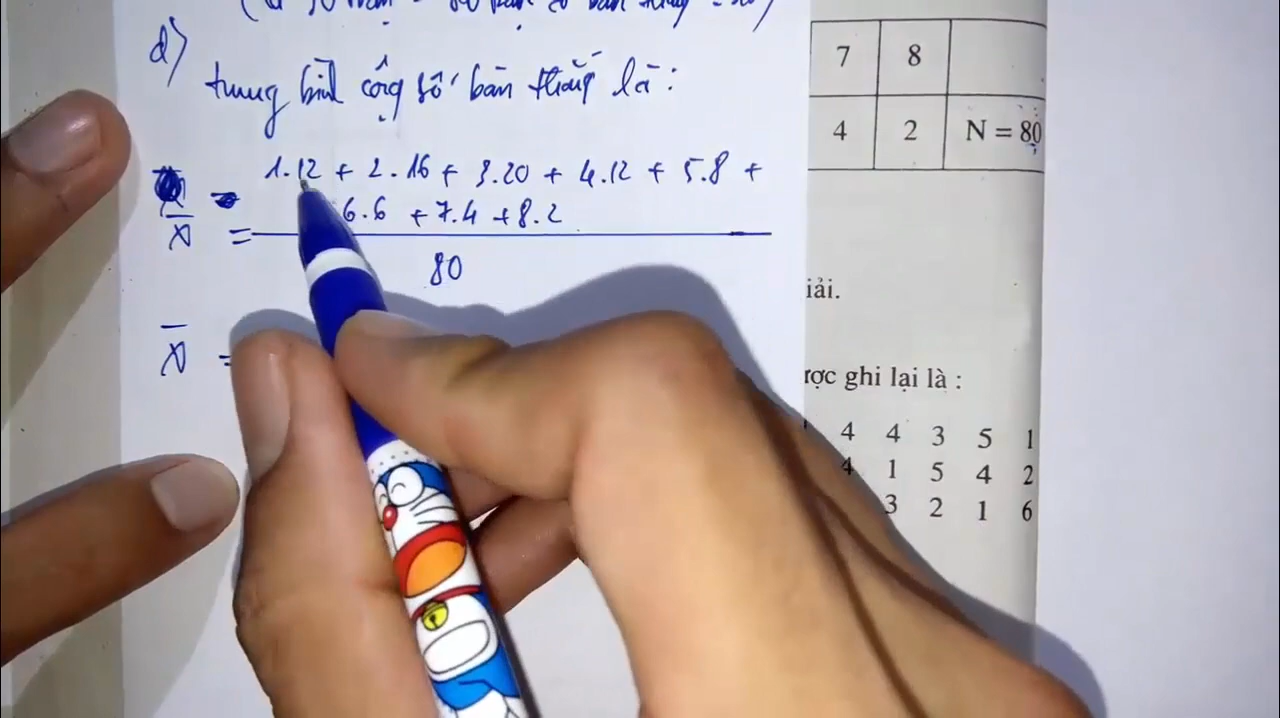 d)
trung bình cộng số bàn thắng là :
1.12 + 2.16 + 3.20 + 4.12 + 5.8 +
6.6 + 7.4 + 8.2
X =
80
X =
7 8
4 2 N = 80
iải.
rợc ghi lại là :
4 4 3 5 1
4 1 5 4 2
3 2 1 6